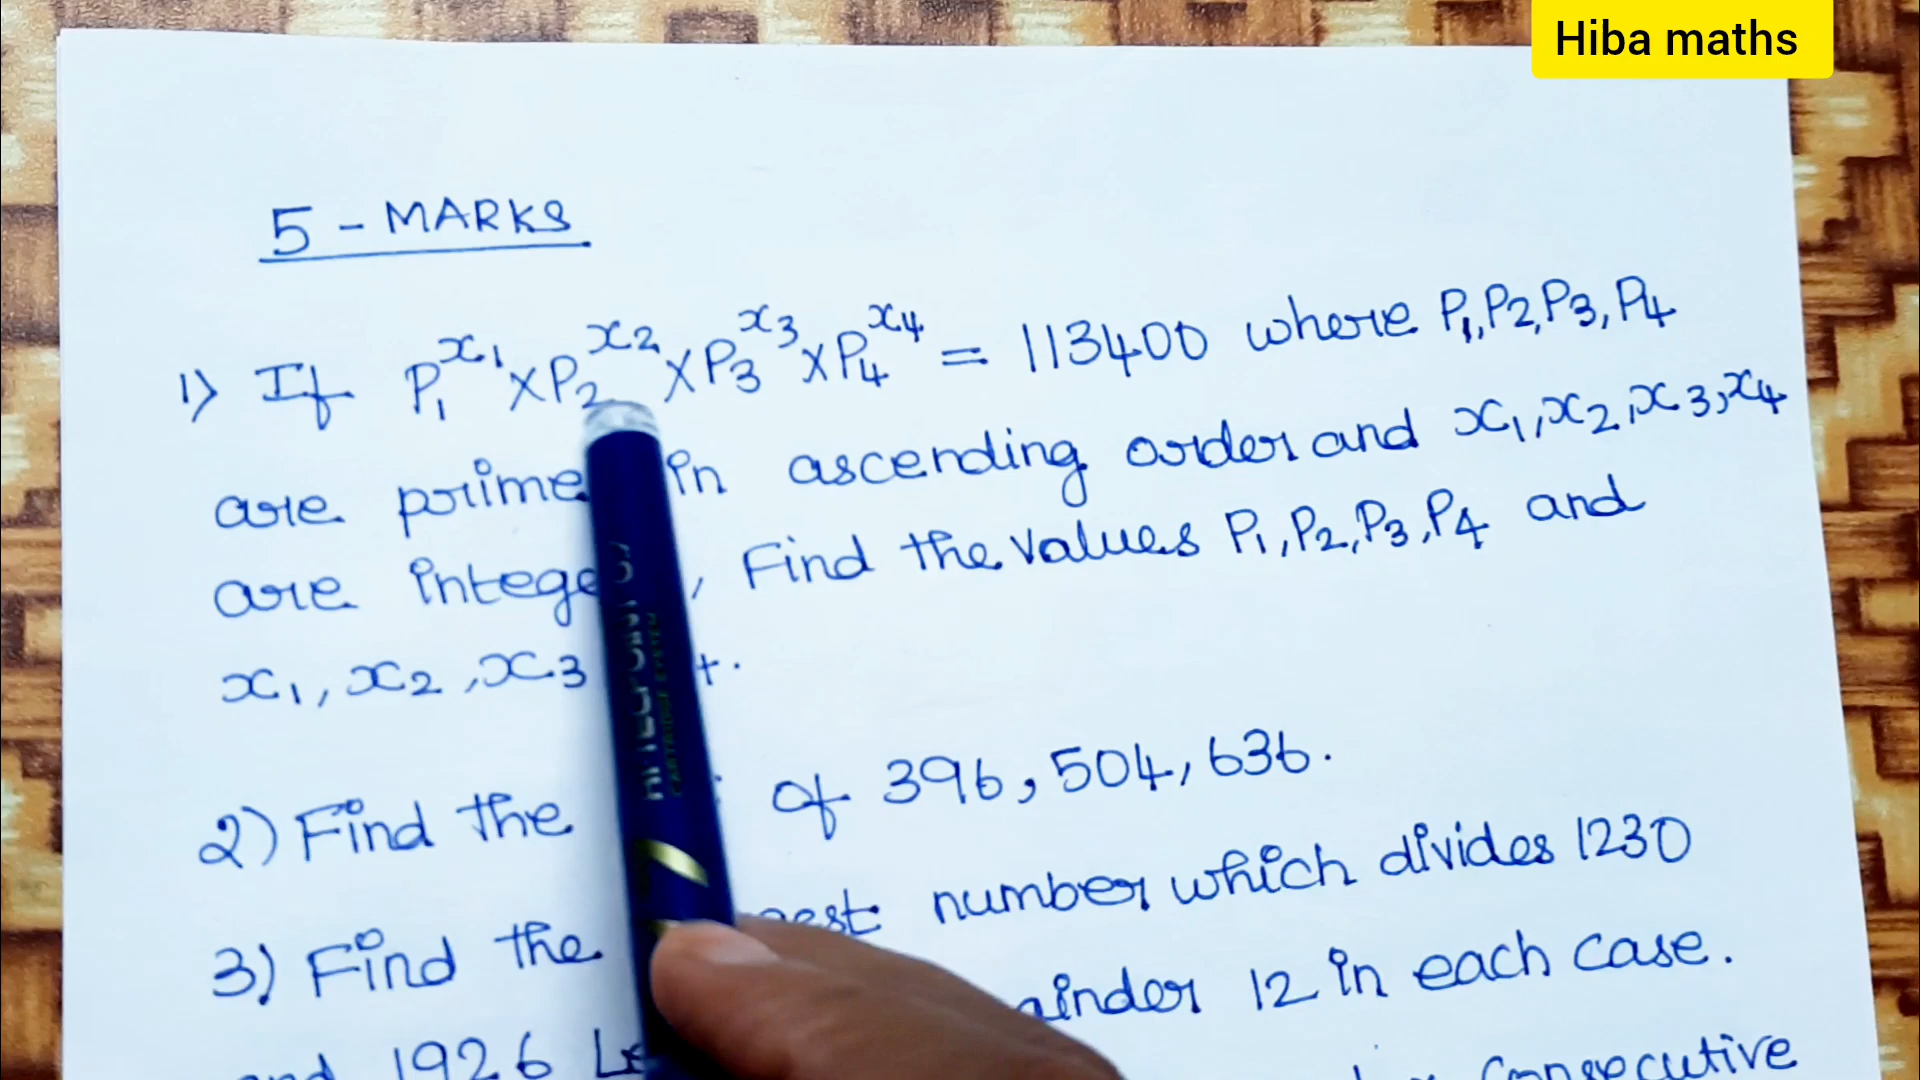 Hiba maths
5 - MARKS
1) If P₁^x₁ × P₂^x₂ × P₃^x₃ × P₄^x₄ = 113400 where P₁, P₂, P₃, P₄
are prime in ascending order and x₁, x₂, x₃, x₄
are , Find the values P₁, P₂, P₃, P₄ and
x₁, x₂, x₃
2) Find the of 396, 504, 636.
3) Find the number which divides 1230
1926 12 in each case.
Consecutive